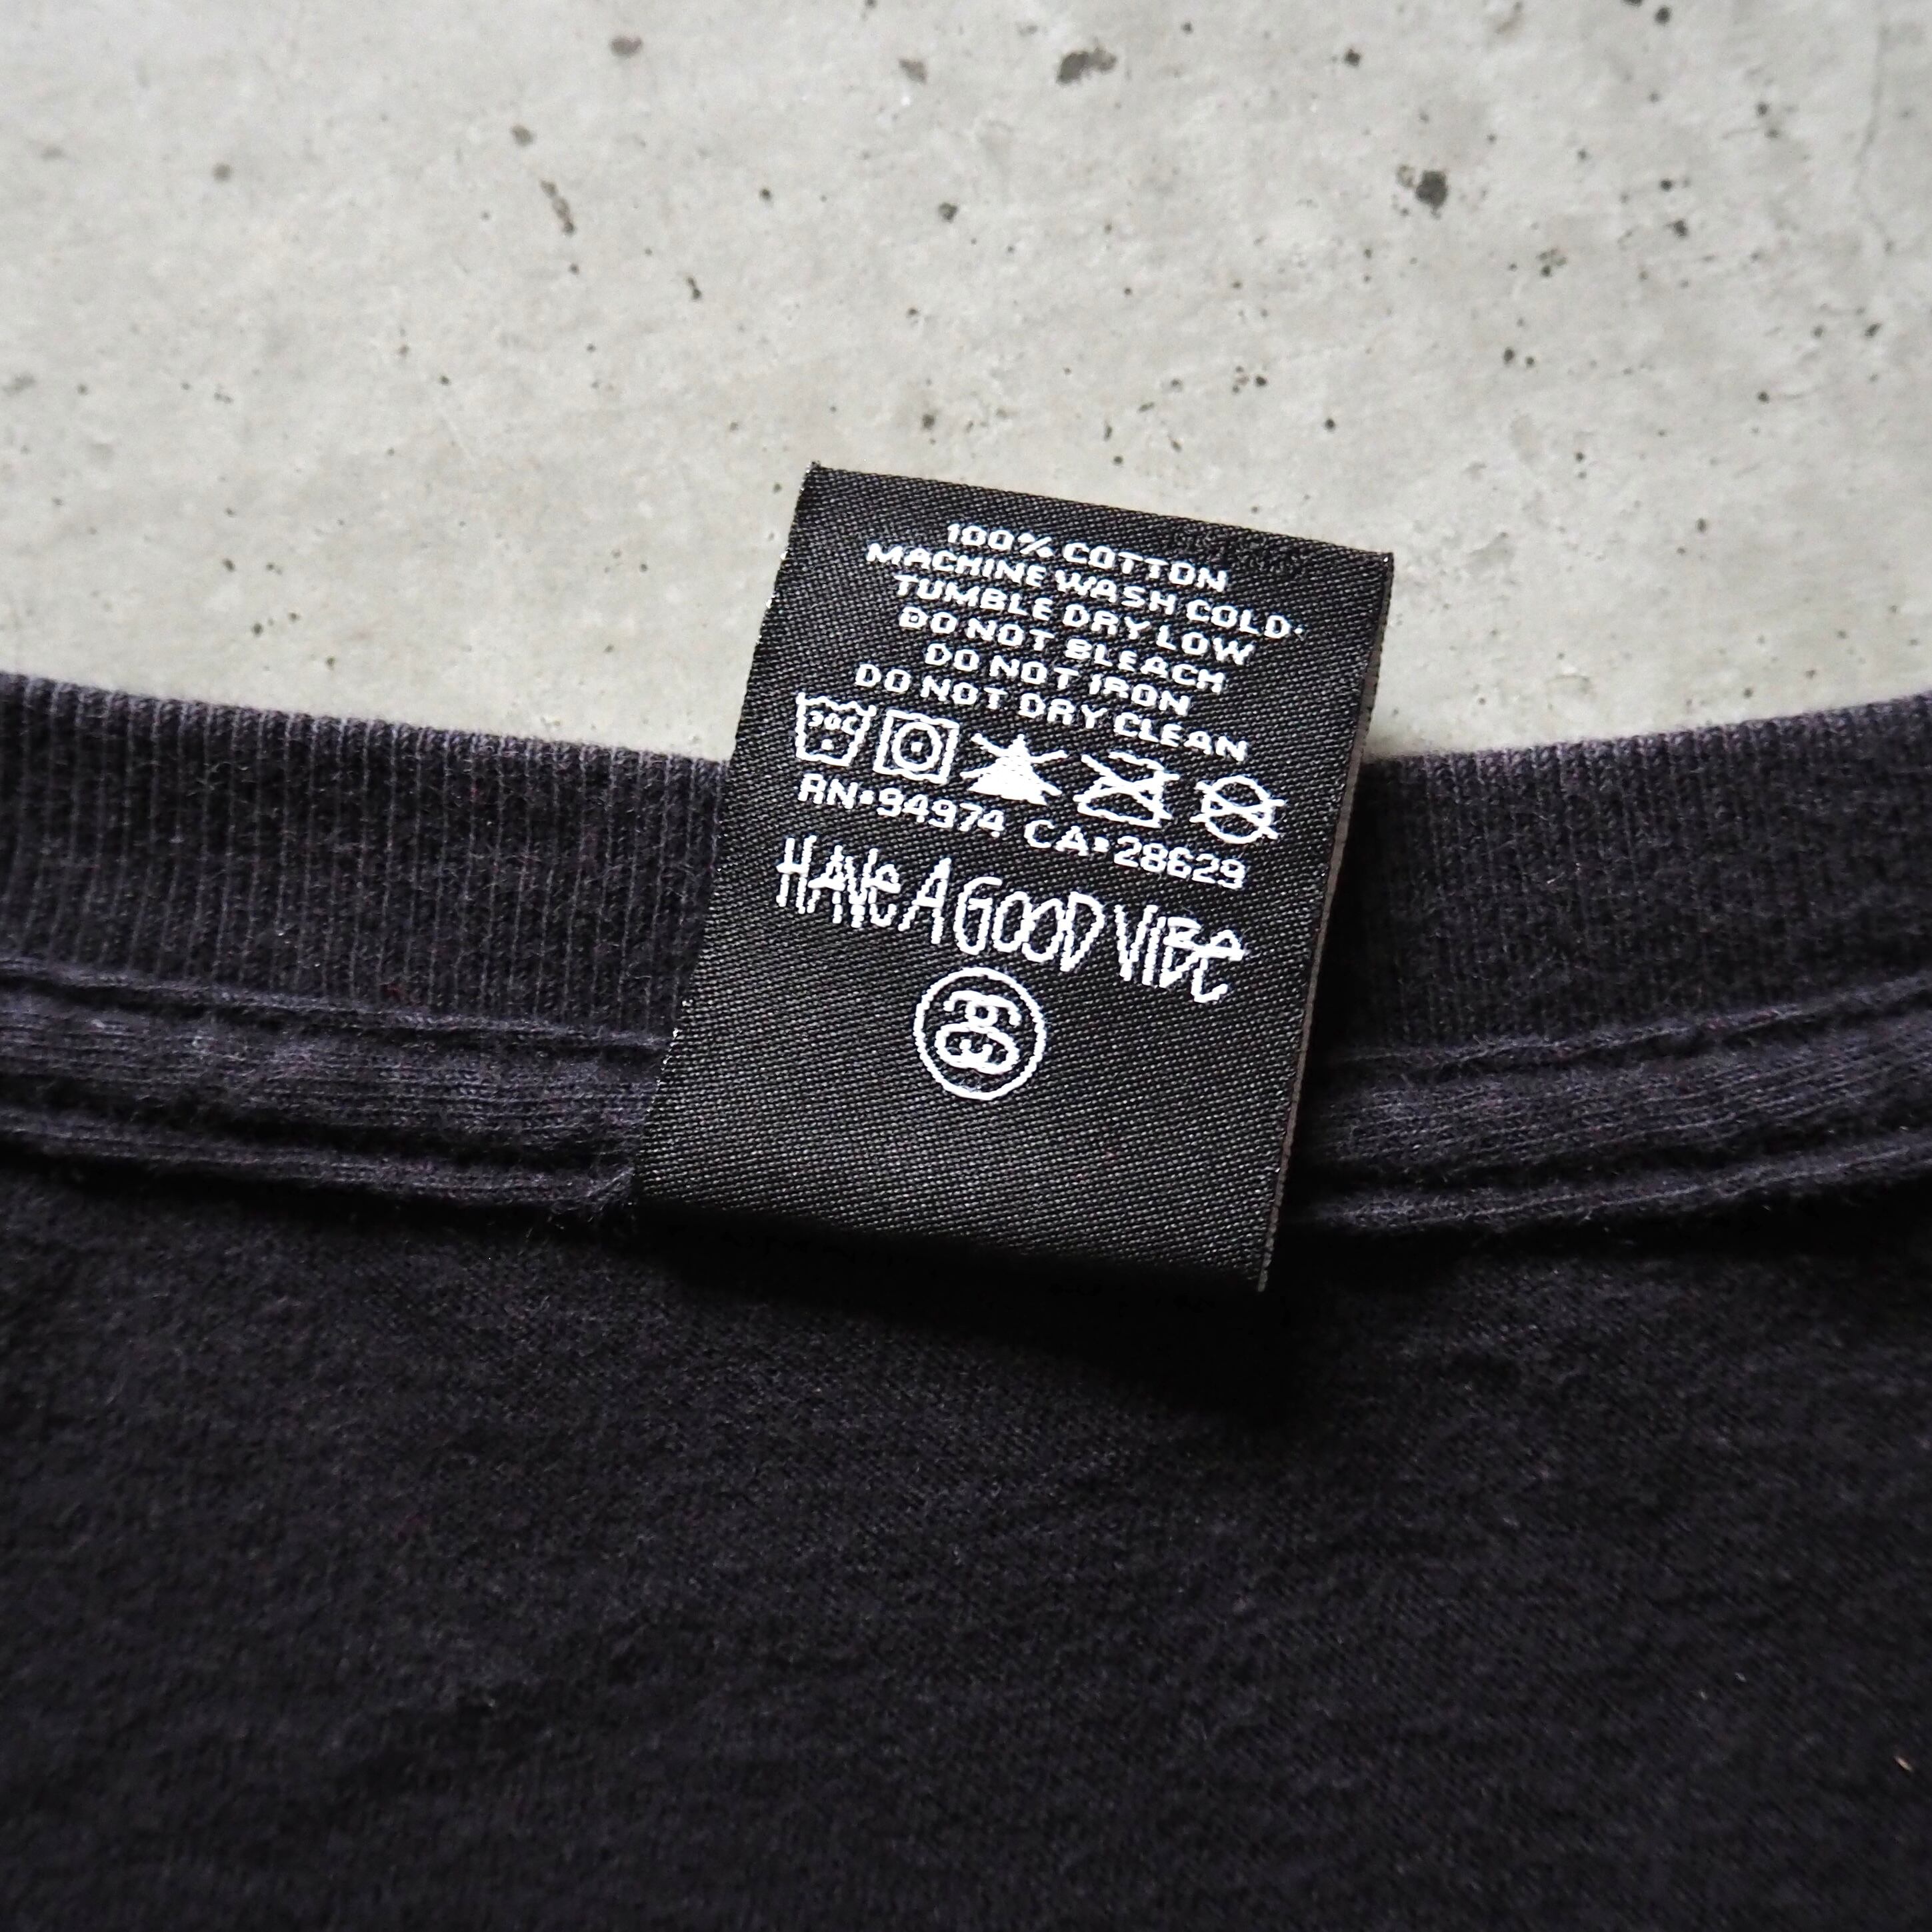 100% COTTON
MACHINE WASH COLD
TUMBLE DRY LOW
DO NOT BLEACH
DO NOT IRON
DO NOT DRY CLEAN
30C
RN•94974 CA•28629
HAVE A GOOD VIBE